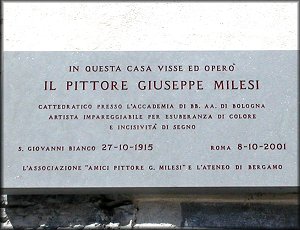 IN QUESTA CASA VISSE ED OPERÒ
IL PITTORE GIUSEPPE MILESI
CATTEDRATICO PRESSO L'ACCADEMIA DI BB. AA. DI BOLOGNA
ARTISTA IMPAREGGIABILE PER ESUBERANZA DI COLORE
E INCISIVITÀ DI SEGNO
S. GIOVANNI BIANCO 27-10-1915 ROMA 8-10-2001
L'ASSOCIAZIONE "AMICI PITTORE G. MILESI" E L'ATENEO DI BERGAMO